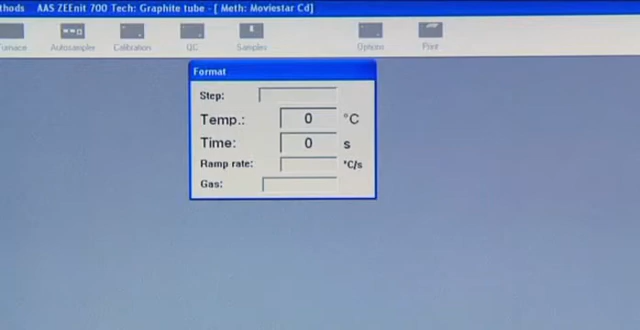 thods AAS ZEEnit 700 Tech: Graphite tube - [ Meth: Moviestar Cd]
Furnace Autosampler Calibration QC Samples Options Print
Format
Step:
Temp.: 0 °C
Time: 0 s
Ramp rate: °C/s
Gas: